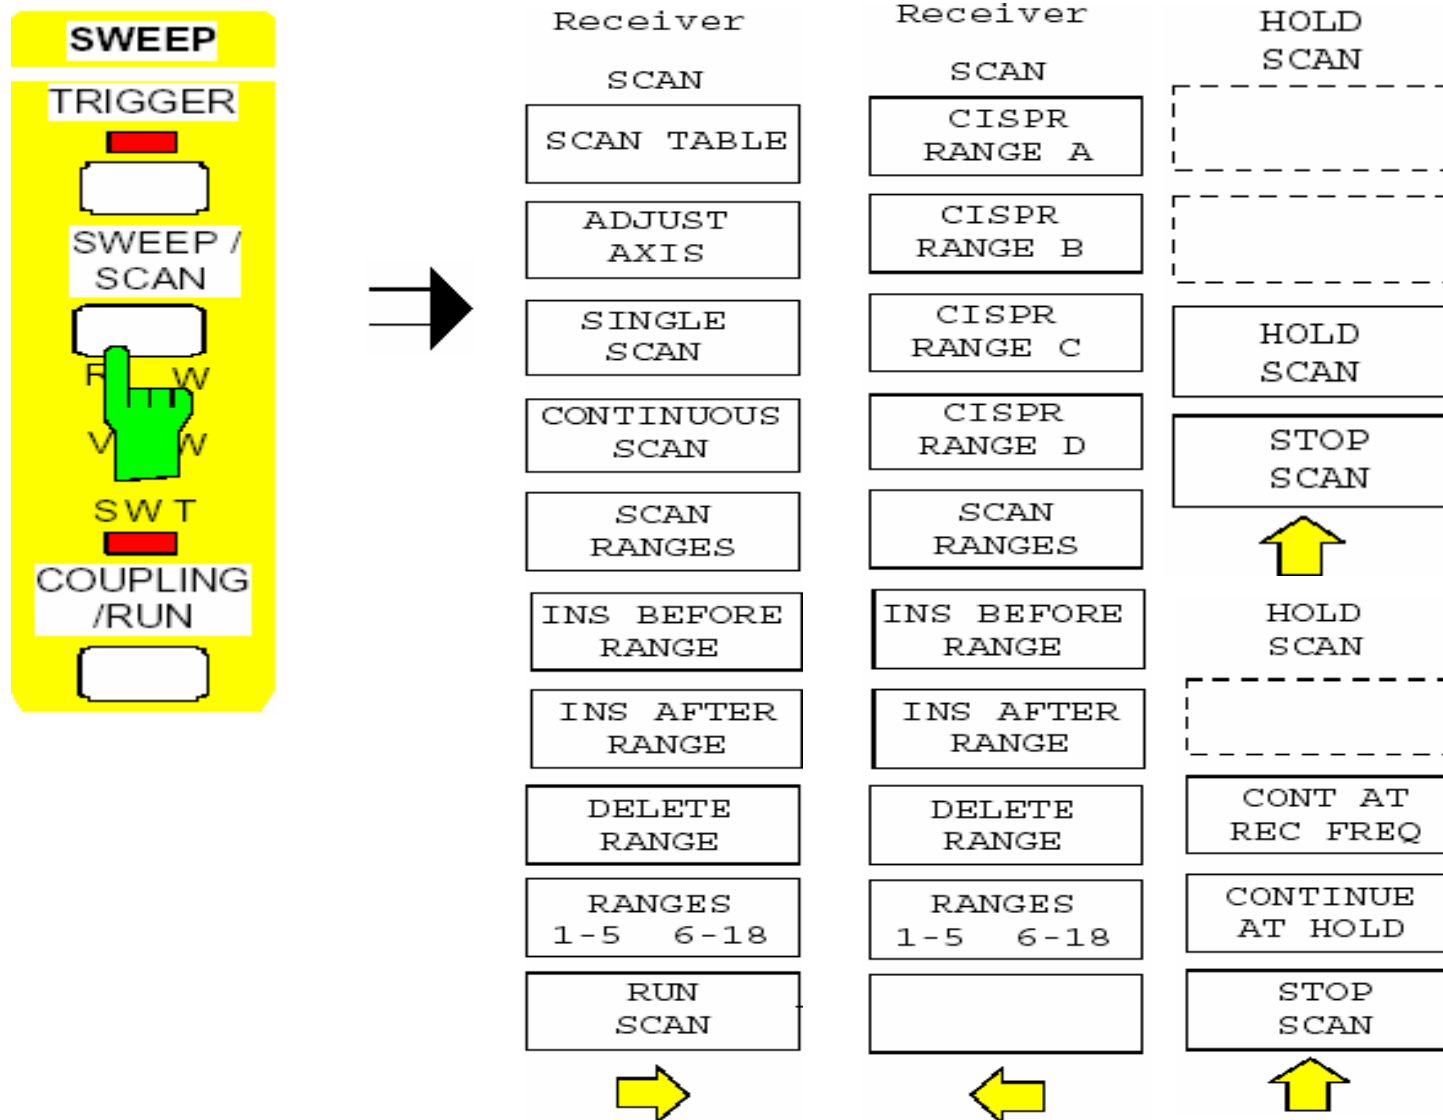 SWEEP
TRIGGER
SWEEP /
SCAN
R W
V W
SWT
COUPLING
/RUN
Receiver
SCAN
SCAN TABLE
ADJUST
AXIS
SINGLE
SCAN
CONTINUOUS
SCAN
SCAN
RANGES
INS BEFORE
RANGE
INS AFTER
RANGE
DELETE
RANGE
RANGES
1-5 6-18
RUN
SCAN
Receiver
SCAN
CISPR
RANGE A
CISPR
RANGE B
CISPR
RANGE C
CISPR
RANGE D
SCAN
RANGES
INS BEFORE
RANGE
INS AFTER
RANGE
DELETE
RANGE
RANGES
1-5 6-18
HOLD
SCAN
HOLD
SCAN
STOP
SCAN
HOLD
SCAN
CONT AT
REC FREQ
CONTINUE
AT HOLD
STOP
SCAN